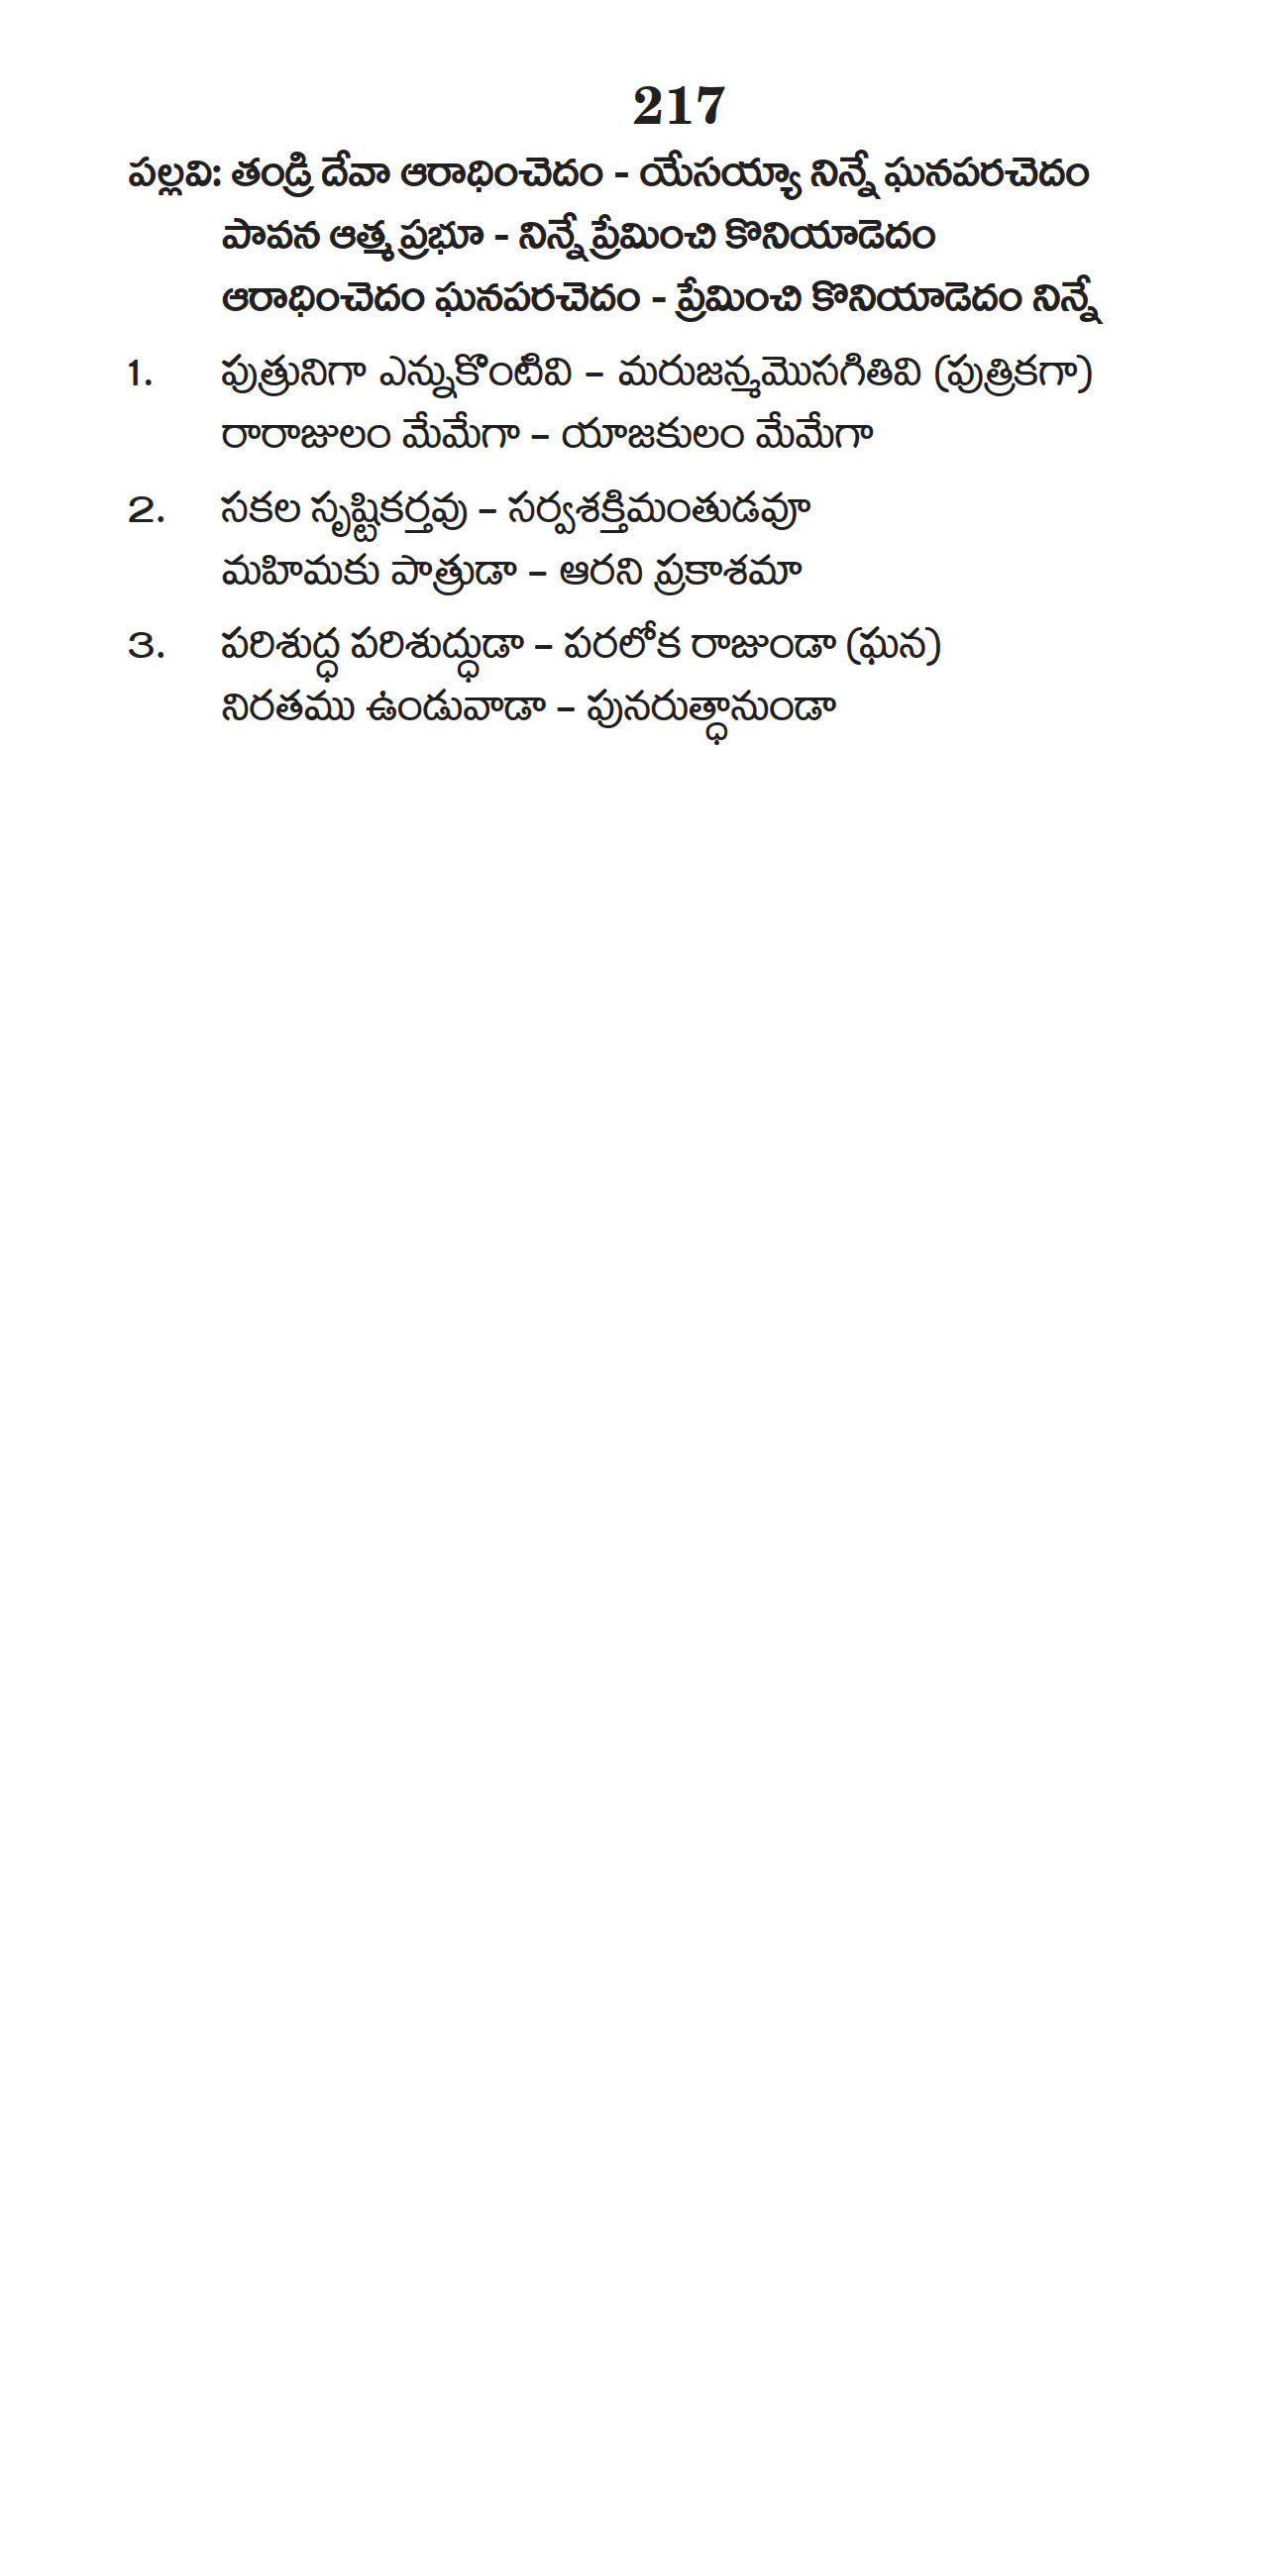 217
పల్లవి: తండ్రి దేవా ఆరాధించెదం - యేసయ్యా నిన్నే ఘనపరచెదం
పావన ఆత్మ ప్రభూ - నిన్నే ప్రేమించి కొనియాడెదం
ఆరాధించెదం ఘనపరచెదం - ప్రేమించి కొనియాడెదం నిన్నే
1. పుత్రునిగా ఎన్నుకొంటివి – మరుజన్మమొసగితివి (పుత్రికగా)
రారాజులం మేమేగా – యాజకులం మేమేగా
2. సకల సృష్టికర్తవు – సర్వశక్తిమంతుడవూ
మహిమకు పాత్రుడా – ఆరని ప్రకాశమా
3. పరిశుద్ధ పరిశుద్ధుడా – పరలోక రాజుండా (ఘన)
నిరతము ఉండువాడా – పునరుత్ధానుండా